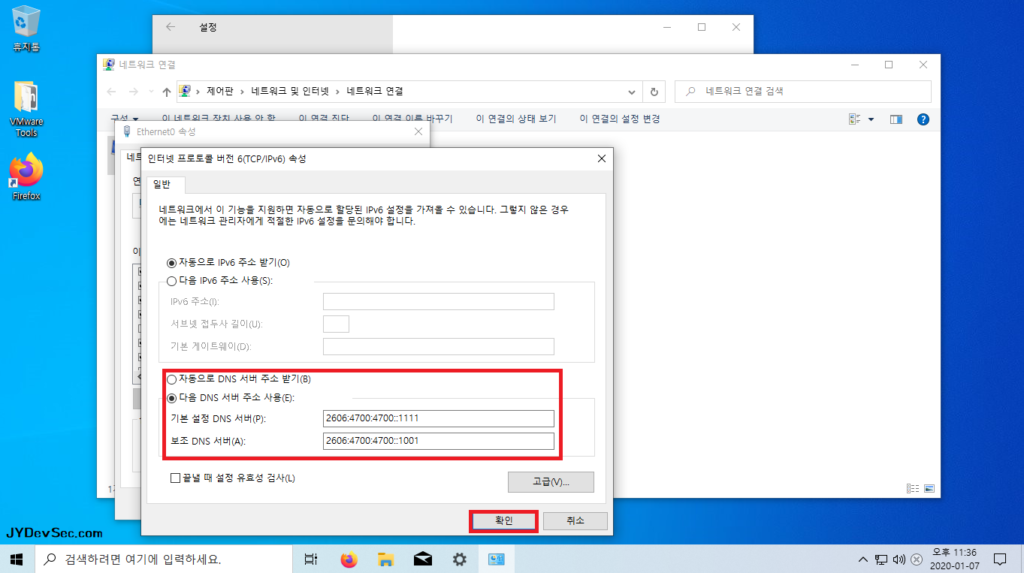 휴지통
VMware
Tools
Firefox
설정
네트워크 연결
제어판 > 네트워크 및 인터넷 > 네트워크 연결
네트워크 연결 검색
구성
이 네트워크 장치 사용 안 함
이 연결 진단
이 연결 이름 바꾸기
이 연결의 상태 보기
이 연결의 설정 변경
Ethernet0 속성
인터넷 프로토콜 버전 6(TCP/IPv6) 속성
일반
네트워크에서 이 기능을 지원하면 자동으로 할당된 IPv6 설정을 가져올 수 있습니다. 그렇지 않은 경우
에는 네트워크 관리자에게 적절한 IPv6 설정을 문의해야 합니다.
자동으로 IPv6 주소 받기(O)
다음 IPv6 주소 사용(S):
IPv6 주소(I):
서브넷 접두사 길이(U):
기본 게이트웨이(D):
자동으로 DNS 서버 주소 받기(B)
다음 DNS 서버 주소 사용(E):
기본 설정 DNS 서버(P):
2606:4700:4700::1111
보조 DNS 서버(A):
2606:4700:4700::1001
끝낼 때 설정 유효성 검사(L)
고급(V)...
확인
취소
JYDevSec.com
검색하려면 여기에 입력하세요.
오후 11:36
2020-01-07